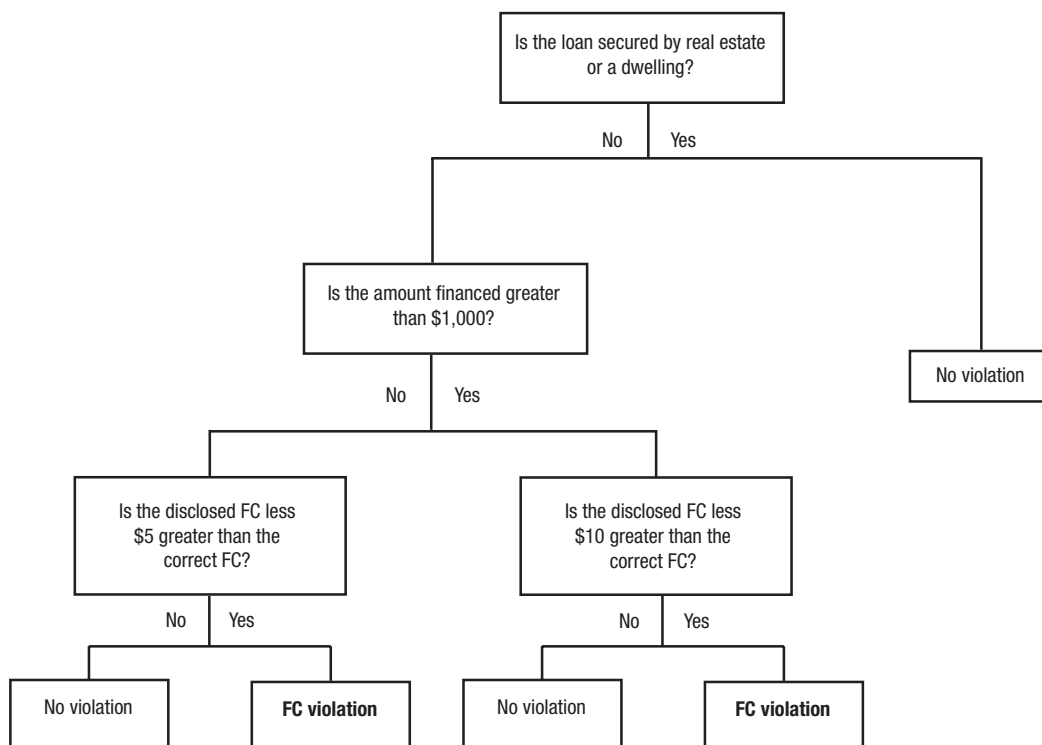 Is the loan secured by real estate
or a dwelling?
No
Yes
Is the amount financed greater
than $1,000?
No violation
No
Yes
Is the disclosed FC less
$5 greater than the
correct FC?
Is the disclosed FC less
$10 greater than the
correct FC?
No
Yes
No
Yes
No violation
FC violation
No violation
FC violation